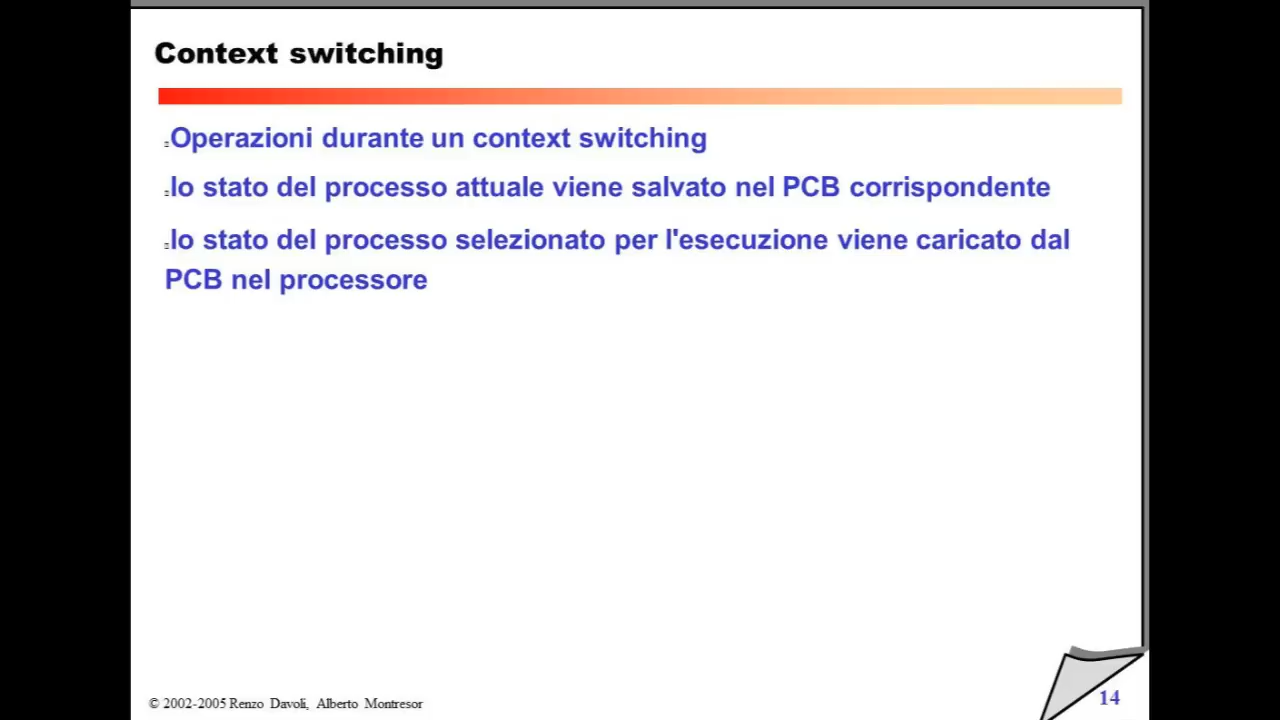 Context switching
Operazioni durante un context switching
lo stato del processo attuale viene salvato nel PCB corrispondente
lo stato del processo selezionato per l'esecuzione viene caricato dal
PCB nel processore
© 2002-2005 Renzo Davoli, Alberto Montresor
14